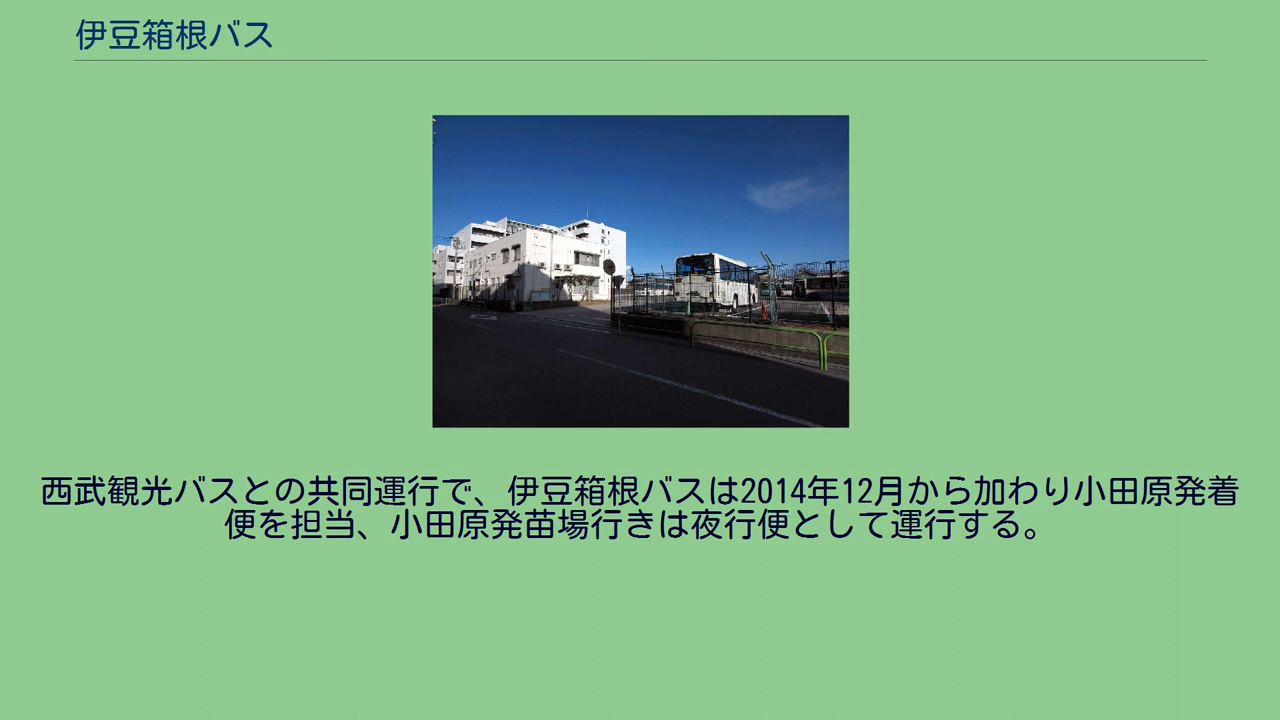 伊豆箱根バス
西武観光バスとの共同運行で、伊豆箱根バスは2014年12月から加わり小田原発着
便を担当、小田原発苗場行きは夜行便として運行する。